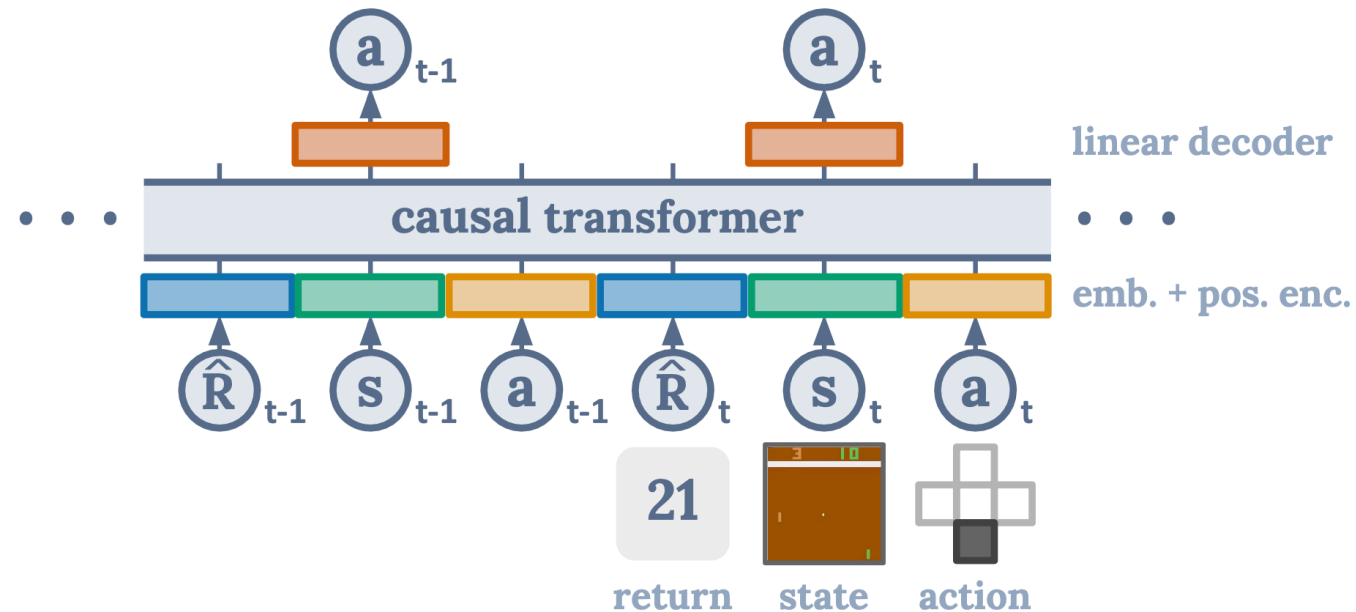 a t-1 a t
linear decoder
• • • causal transformer • • •
emb. + pos. enc.
R̂ t-1 s t-1 a t-1 R̂ t s t a t
3 10
21
return state action